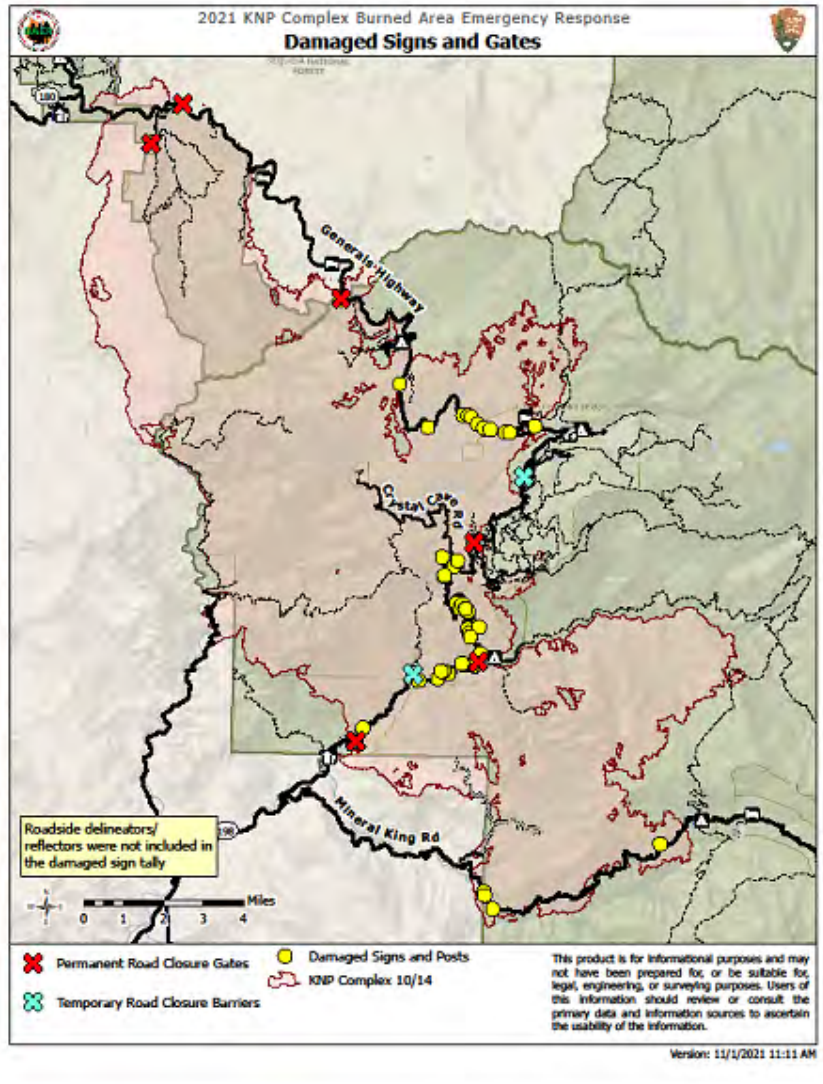 2021 KNP Complex Burned Area Emergency Response
Damaged Signs and Gates
SEQUOIA NATIONAL
FOREST
180
Generals Highway
Crystal Cave Rd
Mineral King Rd
198
Roadside delineators/
reflectors were not included in
the damaged sign tally
Miles
0 1 2 3 4
Permanent Road Closure Gates
Temporary Road Closure Barriers
Damaged Signs and Posts
KNP Complex 10/14
This product is for informational purposes and may
not have been prepared for, or be suitable for,
legal, engineering, or surveying purposes. Users of
this information should review or consult the
primary data and information sources to ascertain
the usability of the information.
Version: 11/1/2021 11:11 AM